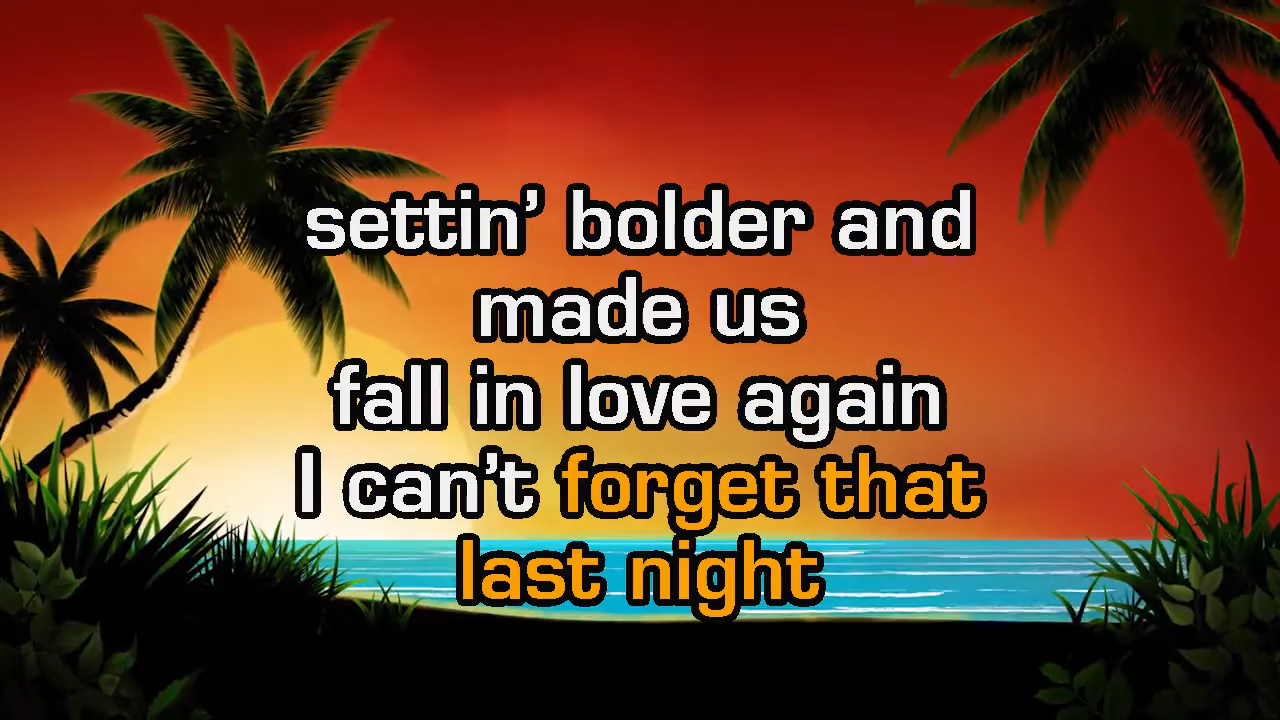 settin’ bolder and
made us
fall in love again
I can’t forget that
last night